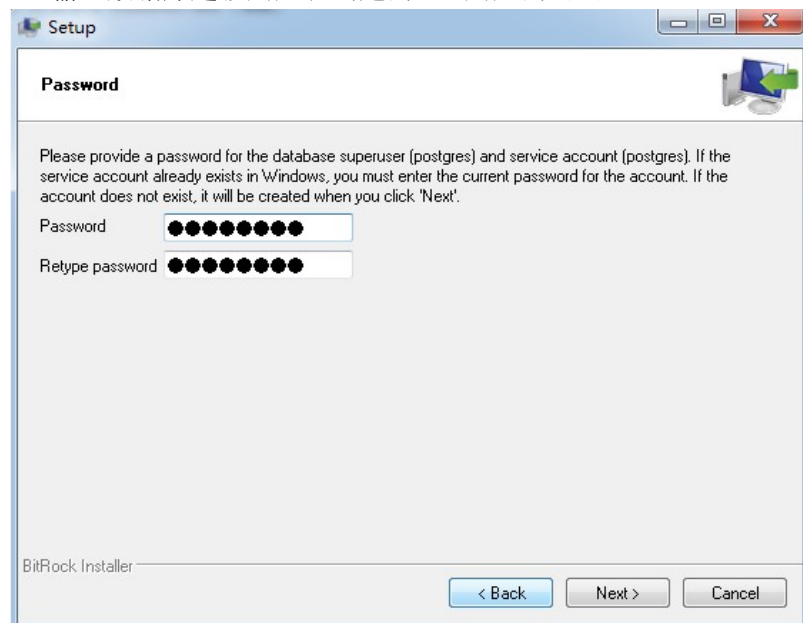 Setup
Password
Please provide a password for the database superuser (postgres) and service account (postgres). If the
service account already exists in Windows, you must enter the current password for the account. If the
account does not exist, it will be created when you click 'Next'.
Password ●●●●●●●●
Retype password ●●●●●●●●
BitRock Installer
< Back Next > Cancel